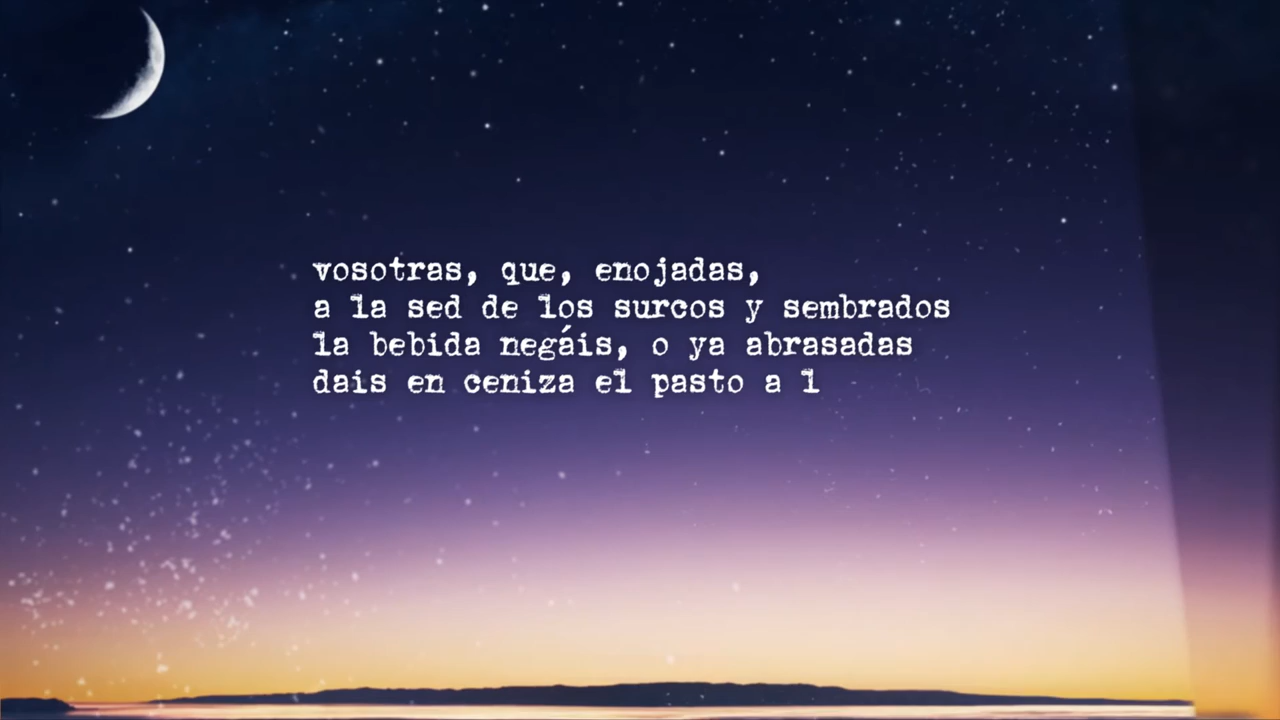 vosotras, que, enojadas,
a la sed de los surcos y sembrados
la bebida negáis, o ya abrasadas
dais en ceniza el pasto a l